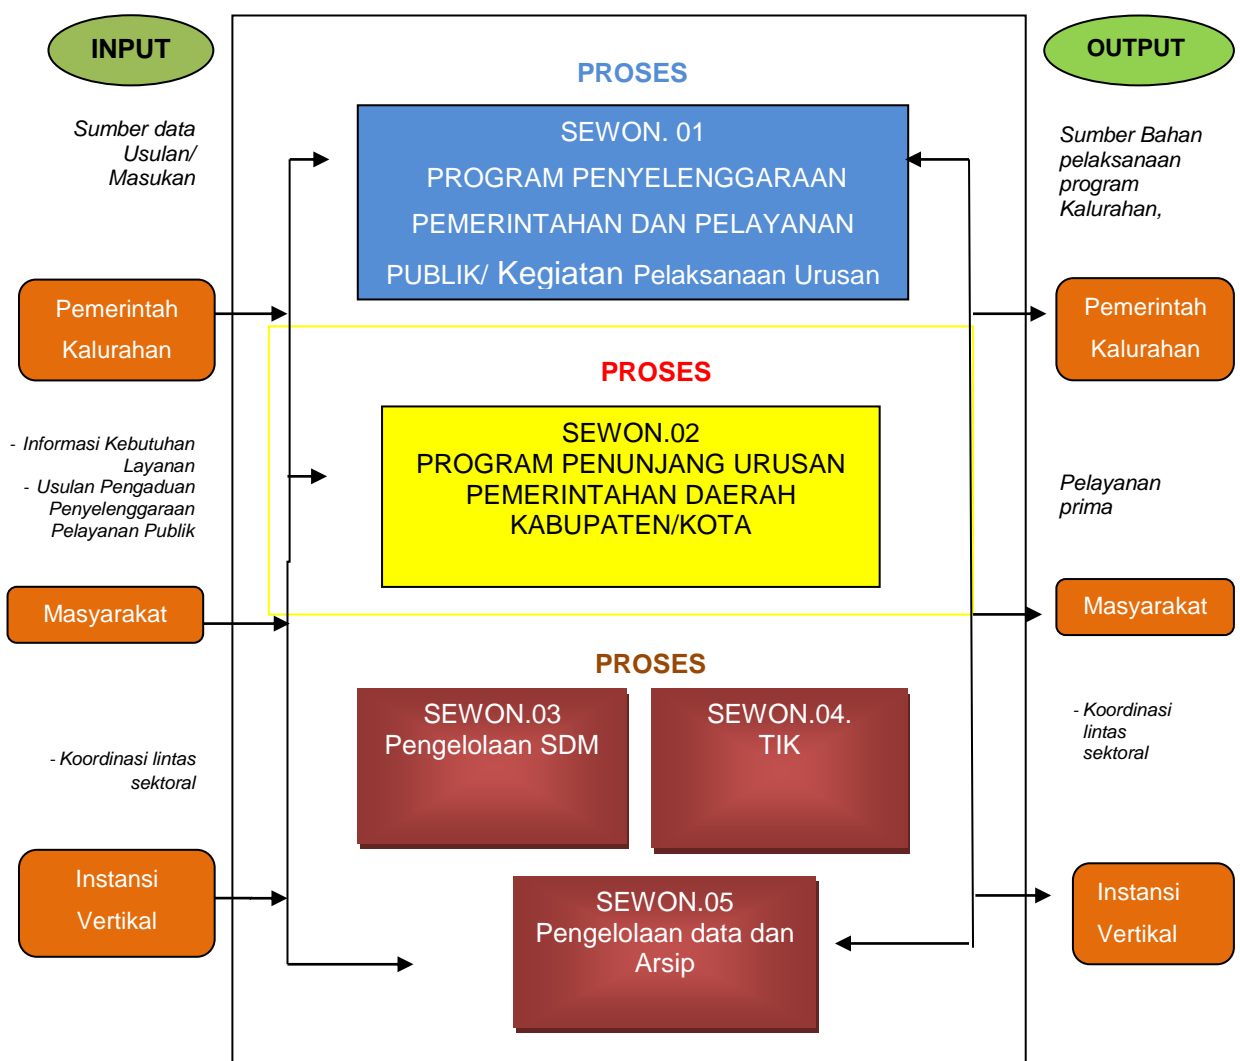 INPUT
Sumber data
Usulan/
Masukan
Pemerintah
Kalurahan
- Informasi Kebutuhan
Layanan
- Usulan Pengaduan
Penyelenggaraan
Pelayanan Publik
Masyarakat
- Koordinasi lintas
sektoral
Instansi
Vertikal
PROSES
SEWON. 01
PROGRAM PENYELENGGARAAN
PEMERINTAHAN DAN PELAYANAN
PUBLIK/ Kegiatan Pelaksanaan Urusan
PROSES
SEWON.02
PROGRAM PENUNJANG URUSAN
PEMERINTAHAN DAERAH
KABUPATEN/KOTA
PROSES
SEWON.03
Pengelolaan SDM
SEWON.04.
TIK
SEWON.05
Pengelolaan data dan
Arsip
OUTPUT
Sumber Bahan
pelaksanaan
program
Kalurahan,
Pemerintah
Kalurahan
Pelayanan
prima
Masyarakat
- Koordinasi
lintas
sektoral
Instansi
Vertikal